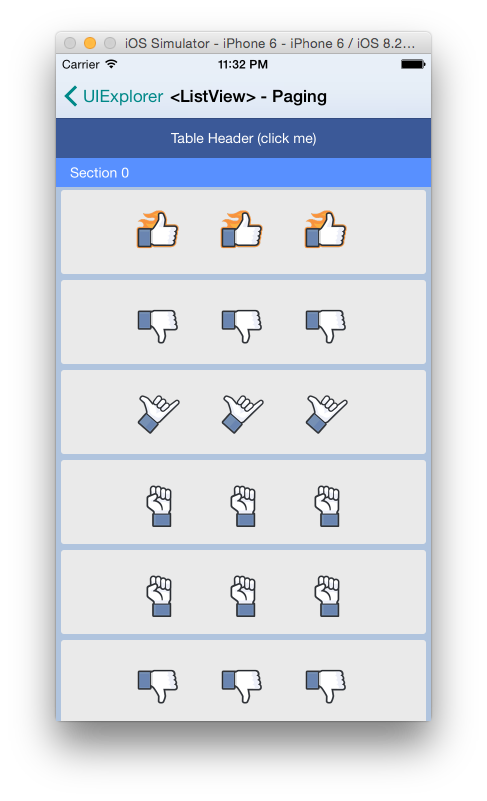 iOS Simulator - iPhone 6 - iPhone 6 / iOS 8.2...
Carrier 11:32 PM
UIExplorer <ListView> - Paging
Table Header (click me)
Section 0